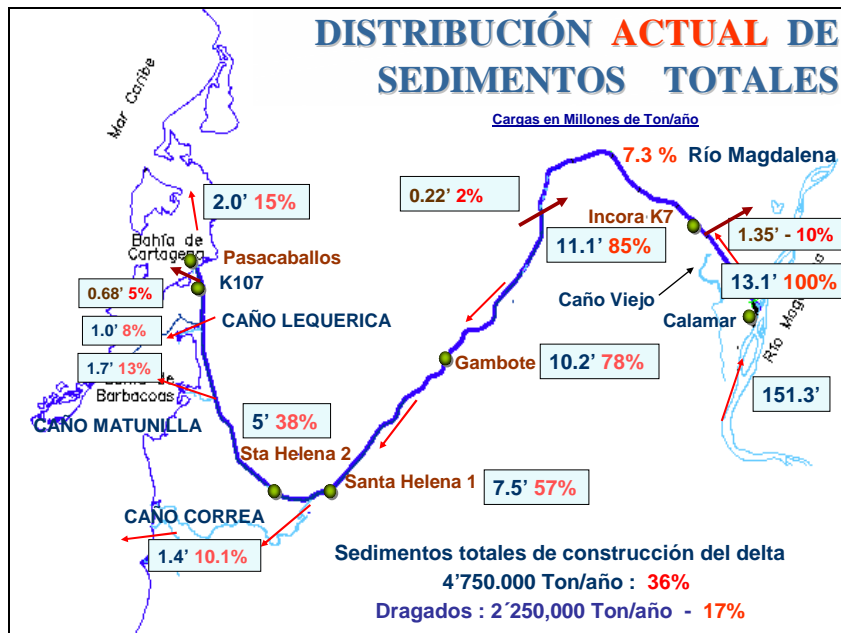 DISTRIBUCIÓN ACTUAL DE
SEDIMENTOS TOTALES
Cargas en Millones de Ton/año
Mar Caribe
7.3 % Río Magdalena
2.0’ 15%
0.22’ 2%
Incora K7
1.35’ - 10%
Bahía de
Cartagena
Pasacaballos
11.1’ 85%
K107
13.1’ 100%
0.68’ 5%
Caño Viejo
1.0’ 8%
CAÑO LEQUERICA
Calamar
Río
1.7’ 13%
Gambote
10.2’ 78%
Barbacoas
151.3’
CAÑO MATUNILLA
5’ 38%
Sta Helena 2
Santa Helena 1
7.5’ 57%
CAÑO CORREA
1.4’ 10.1%
Sedimentos totales de construcción del delta
4’750.000 Ton/año : 36%
Dragados : 2´250,000 Ton/año - 17%